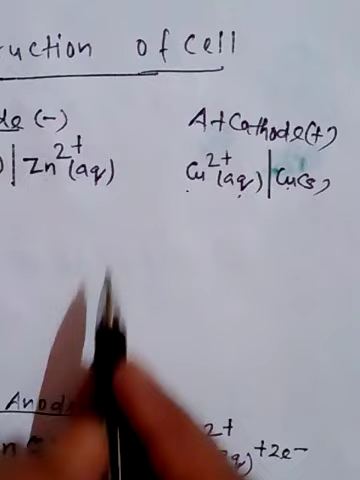 uction of Cell
de (-) At Cathode(+)
) | Zn²⁺(aq) Cu²⁺(aq) | Cu(s)
Anod
n 2+ q) +2e⁻